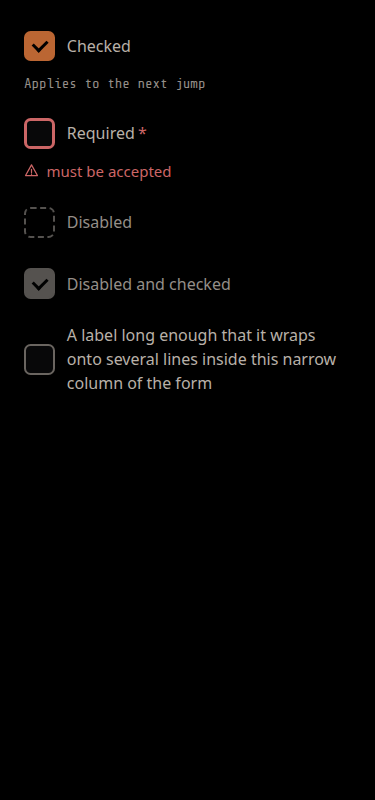 Checked
Applies to the next jump
Required *
must be accepted
Disabled
Disabled and checked
A label long enough that it wraps
onto several lines inside this narrow
column of the form